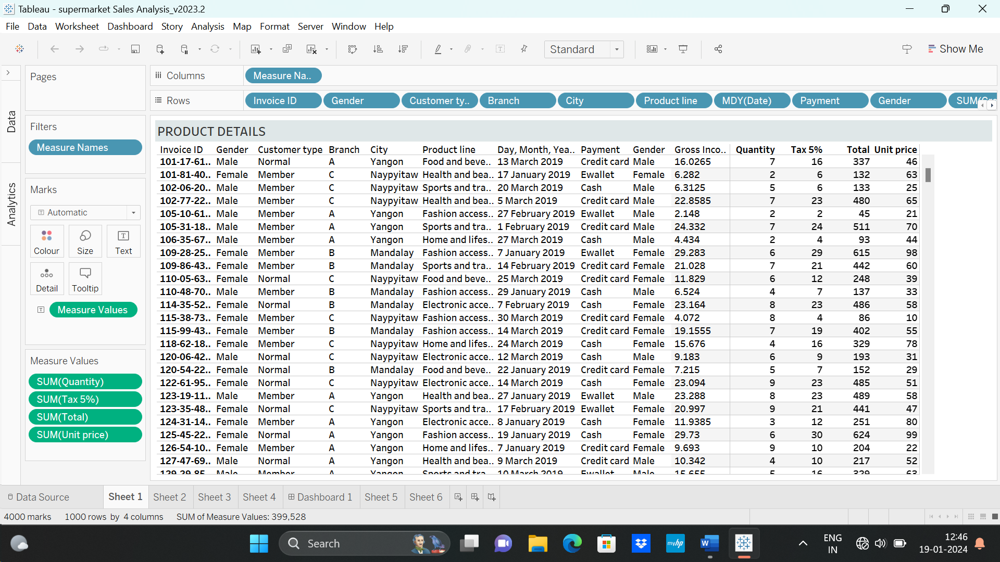 Tableau - supermarket Sales Analysis_v2023.2
File Data Worksheet Dashboard Story Analysis Map Format Server Window Help
Standard
Show Me
Pages
Columns
Measure Na..
Rows
Invoice ID Gender Customer ty.. Branch City Product line MDY(Date) Payment Gender
Data
Analytics
Filters
Measure Names
Marks
Automatic
Colour Size Text
Detail Tooltip
Measure Values
Measure Values
SUM(Quantity)
SUM(Tax 5%)
SUM(Total)
SUM(Unit price)
PRODUCT DETAILS
Invoice ID Gender Customer type Branch City Product line Day, Month, Yea.. Payment Gender Gross Inco.. Quantity Tax 5% Total Unit price
101-17-61.. Male Normal A Yangon Food and beve.. 13 March 2019 Credit card Male 16.0265 7 16 337 46
101-81-40.. Female Member C Naypyitaw Health and bea.. 17 January 2019 Ewallet Female 6.282 2 6 132 63
102-06-20.. Male Member C Naypyitaw Sports and tra.. 20 March 2019 Cash Male 6.3125 5 6 133 25
102-77-22.. Male Member C Naypyitaw Health and bea.. 5 March 2019 Credit card Male 22.8585 7 23 480 65
105-10-61.. Male Member A Yangon Fashion access.. 27 February 2019 Ewallet Male 2.148 2 2 45 21
105-31-18.. Male Member A Yangon Sports and tra.. 1 February 2019 Credit card Male 24.332 7 24 511 70
106-35-67.. Male Member A Yangon Home and lifes.. 27 March 2019 Cash Male 4.434 2 4 93 44
109-28-25.. Female Member B Mandalay Fashion access.. 7 January 2019 Ewallet Female 29.283 6 29 615 98
109-86-43.. Female Member B Mandalay Sports and tra.. 14 February 2019 Credit card Female 21.028 7 21 442 60
110-05-63.. Female Normal C Naypyitaw Food and beve.. 25 March 2019 Credit card Female 11.829 6 12 248 39
110-48-70.. Male Member B Mandalay Fashion access.. 29 January 2019 Cash Male 6.524 4 7 137 33
114-35-52.. Female Normal B Mandalay Electronic acce.. 7 February 2019 Cash Female 23.164 8 23 486 58
115-38-73.. Female Member C Naypyitaw Fashion access.. 30 March 2019 Credit card Female 4.072 8 4 86 10
115-99-43.. Female Member B Mandalay Fashion access.. 14 March 2019 Credit card Female 19.1555 7 19 402 55
118-62-18.. Female Member C Naypyitaw Home and lifes.. 24 March 2019 Cash Female 15.676 4 16 329 78
120-06-42.. Male Normal C Naypyitaw Electronic acce.. 12 March 2019 Cash Male 9.183 6 9 193 31
120-54-22.. Female Normal B Mandalay Food and beve.. 22 January 2019 Credit card Female 7.215 5 7 152 29
122-61-95.. Female Normal C Naypyitaw Electronic acce.. 14 March 2019 Cash Female 23.094 9 23 485 51
123-19-11.. Male Member A Yangon Health and bea.. 27 January 2019 Ewallet Male 23.288 8 23 489 58
123-35-48.. Female Normal C Naypyitaw Sports and tra.. 17 February 2019 Ewallet Female 20.997 9 21 441 47
124-31-14.. Female Member A Yangon Electronic acce.. 8 January 2019 Cash Female 11.9385 3 12 251 80
125-45-22.. Female Normal A Yangon Fashion access.. 19 January 2019 Cash Female 29.73 6 30 624 99
126-54-10.. Female Member A Yangon Home and lifes.. 7 January 2019 Credit card Female 9.693 9 10 204 22
127-47-69.. Male Normal A Yangon Health and bea.. 9 March 2019 Credit card Male 10.342 4 10 217 52
129-29-85.. Male Member A Yangon Sports and tra.. 10 March 2019 Ewallet Male 15.655 5 16 329 63
Data Source Sheet 1 Sheet 2 Sheet 3 Sheet 4 Dashboard 1 Sheet 5 Sheet 6
4000 marks 1000 rows by 4 columns SUM of Measure Values: 399,528
Search
myhp
ENG
IN
12:46
19-01-2024